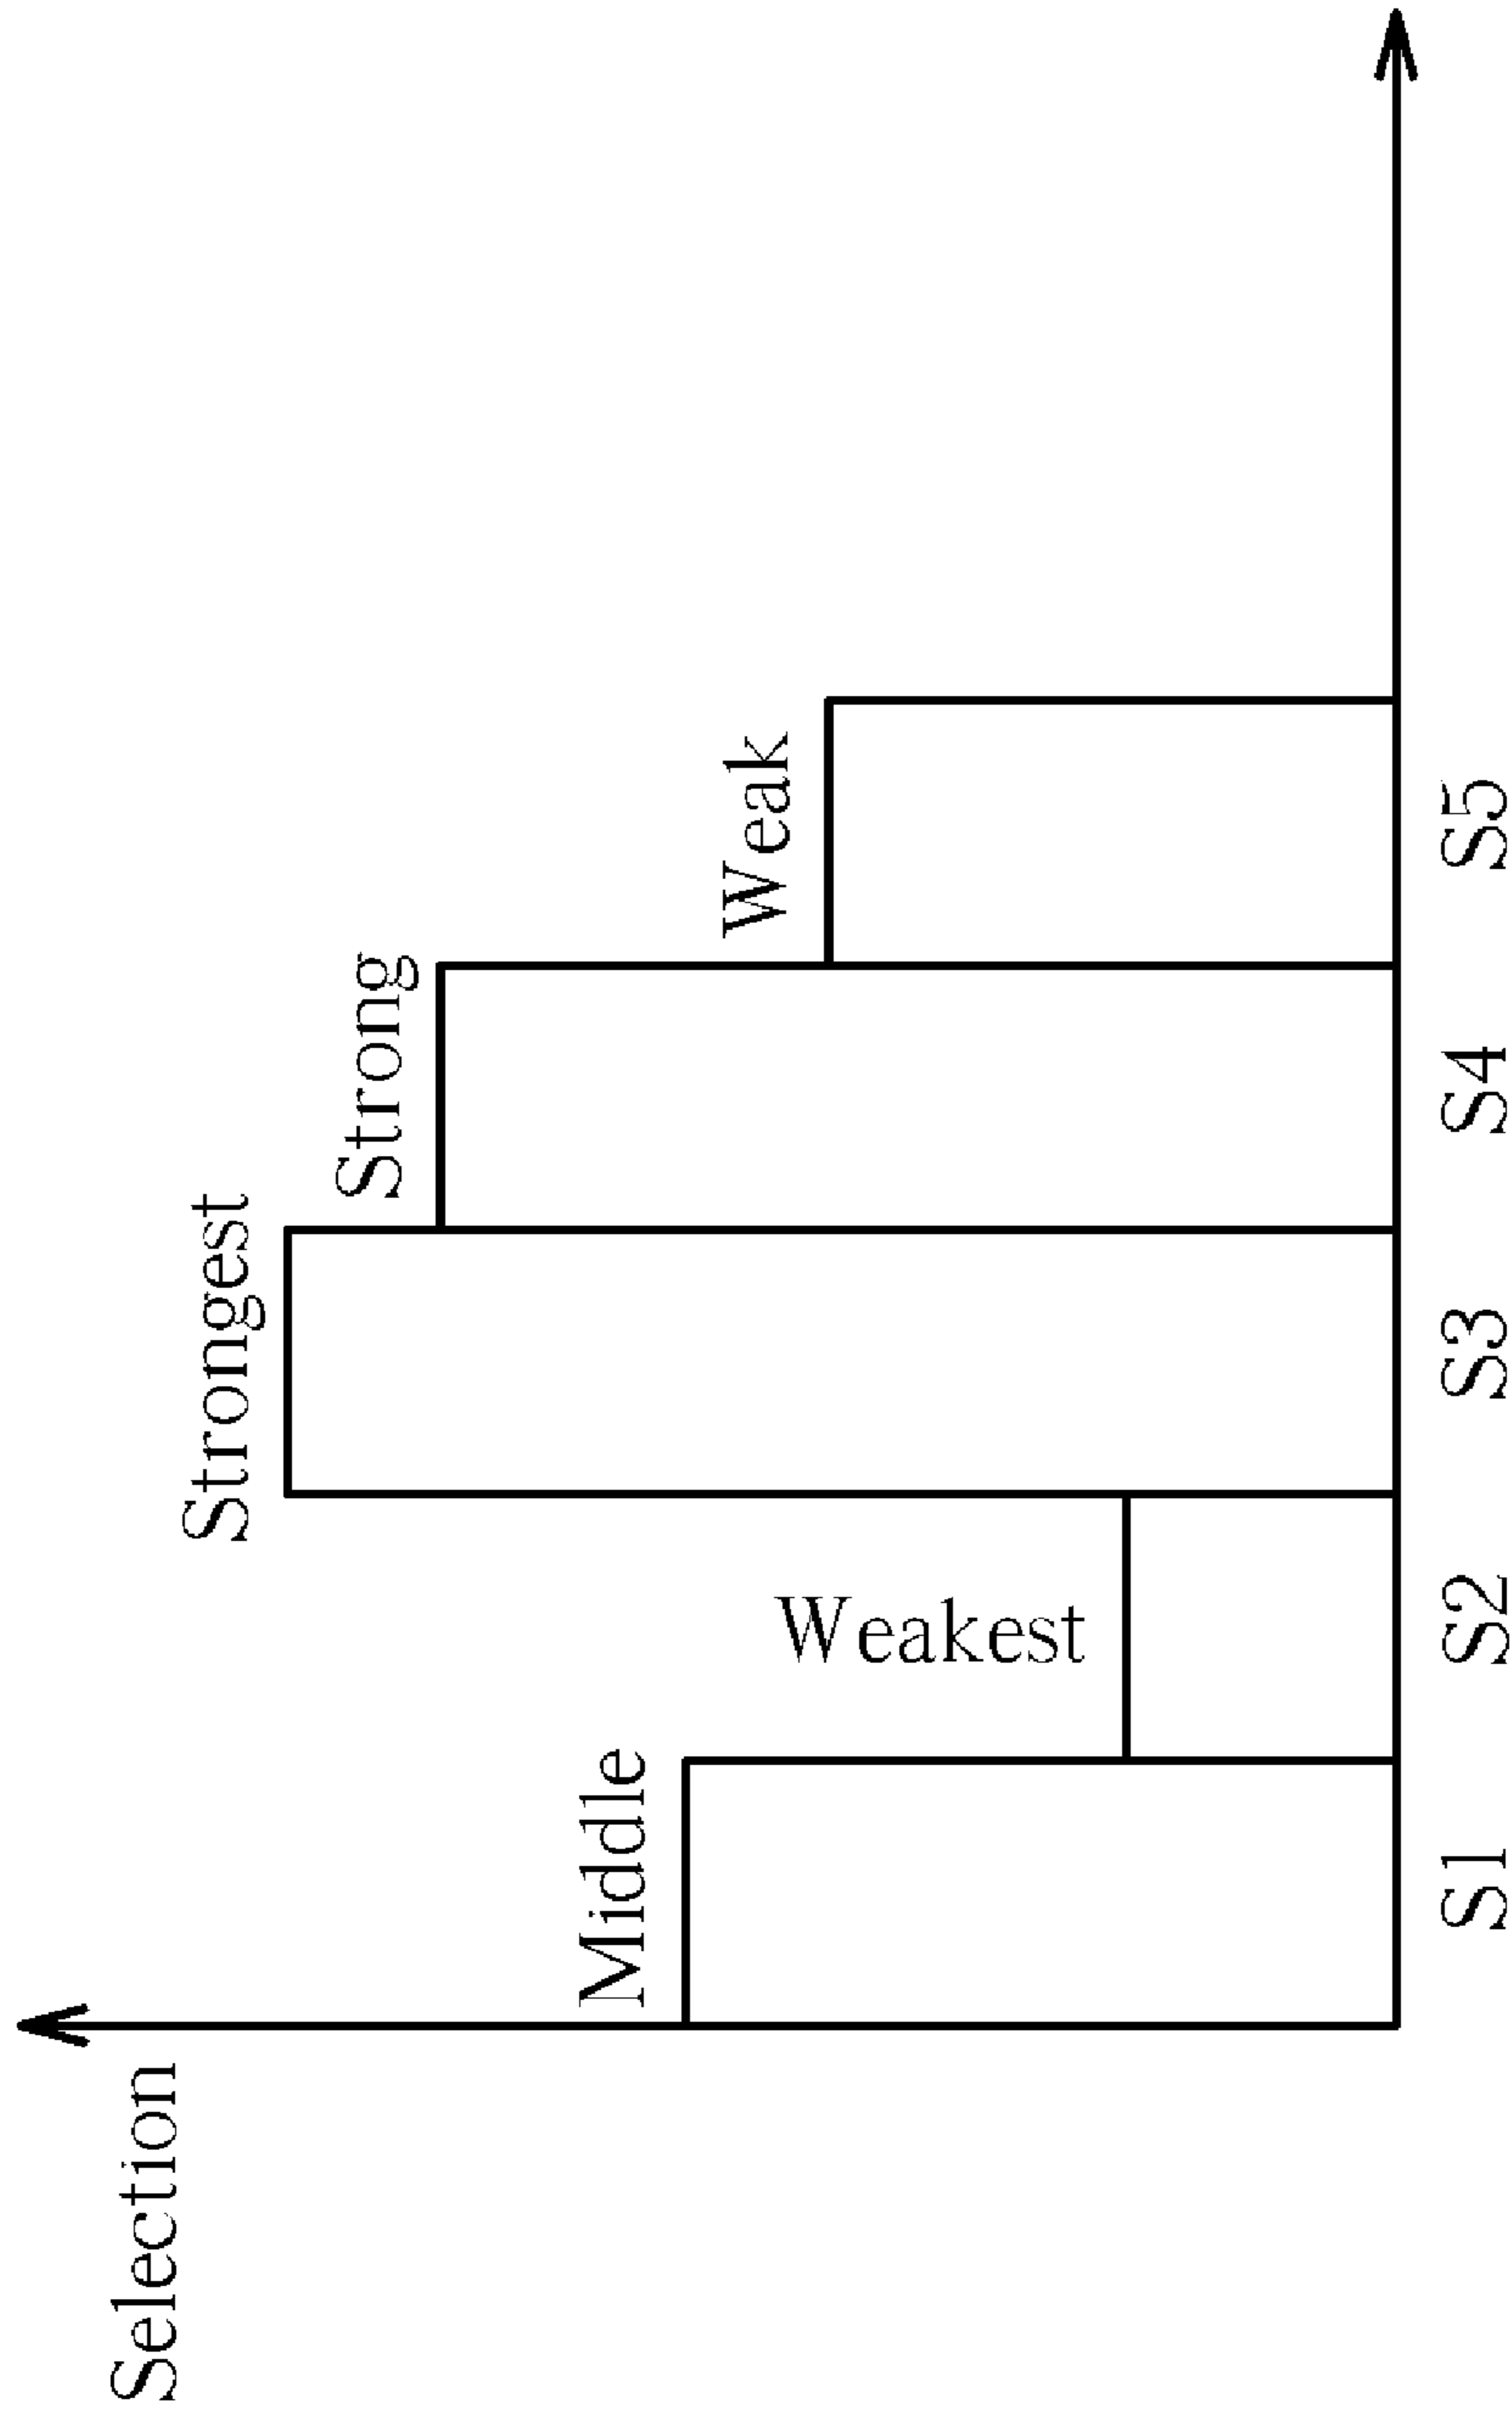 Selection
Strongest
Strong
Middle
Weak
Weakest
S1 S2 S3 S4 S5